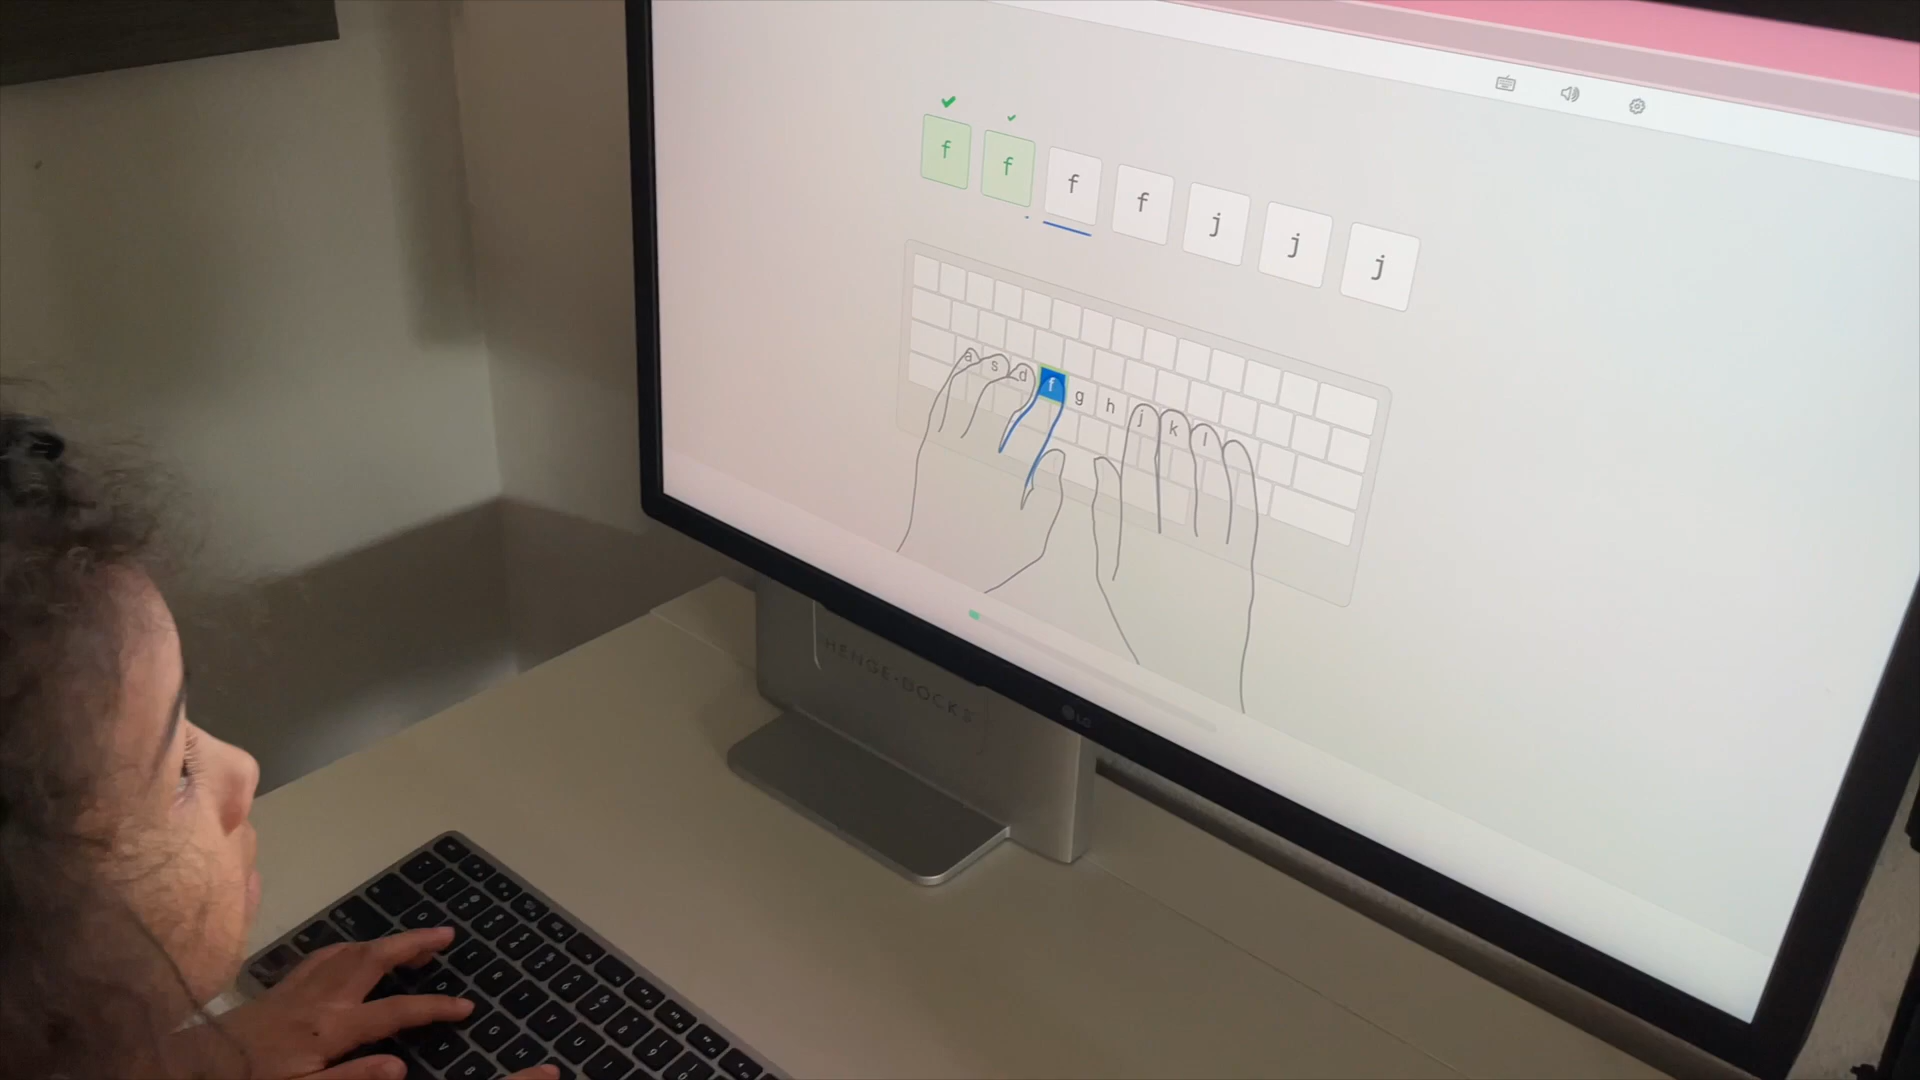 f f f f j j j
a s d f g h j k l
HENGE-DOCKS
LG
E R T Y U I
D G H
V B